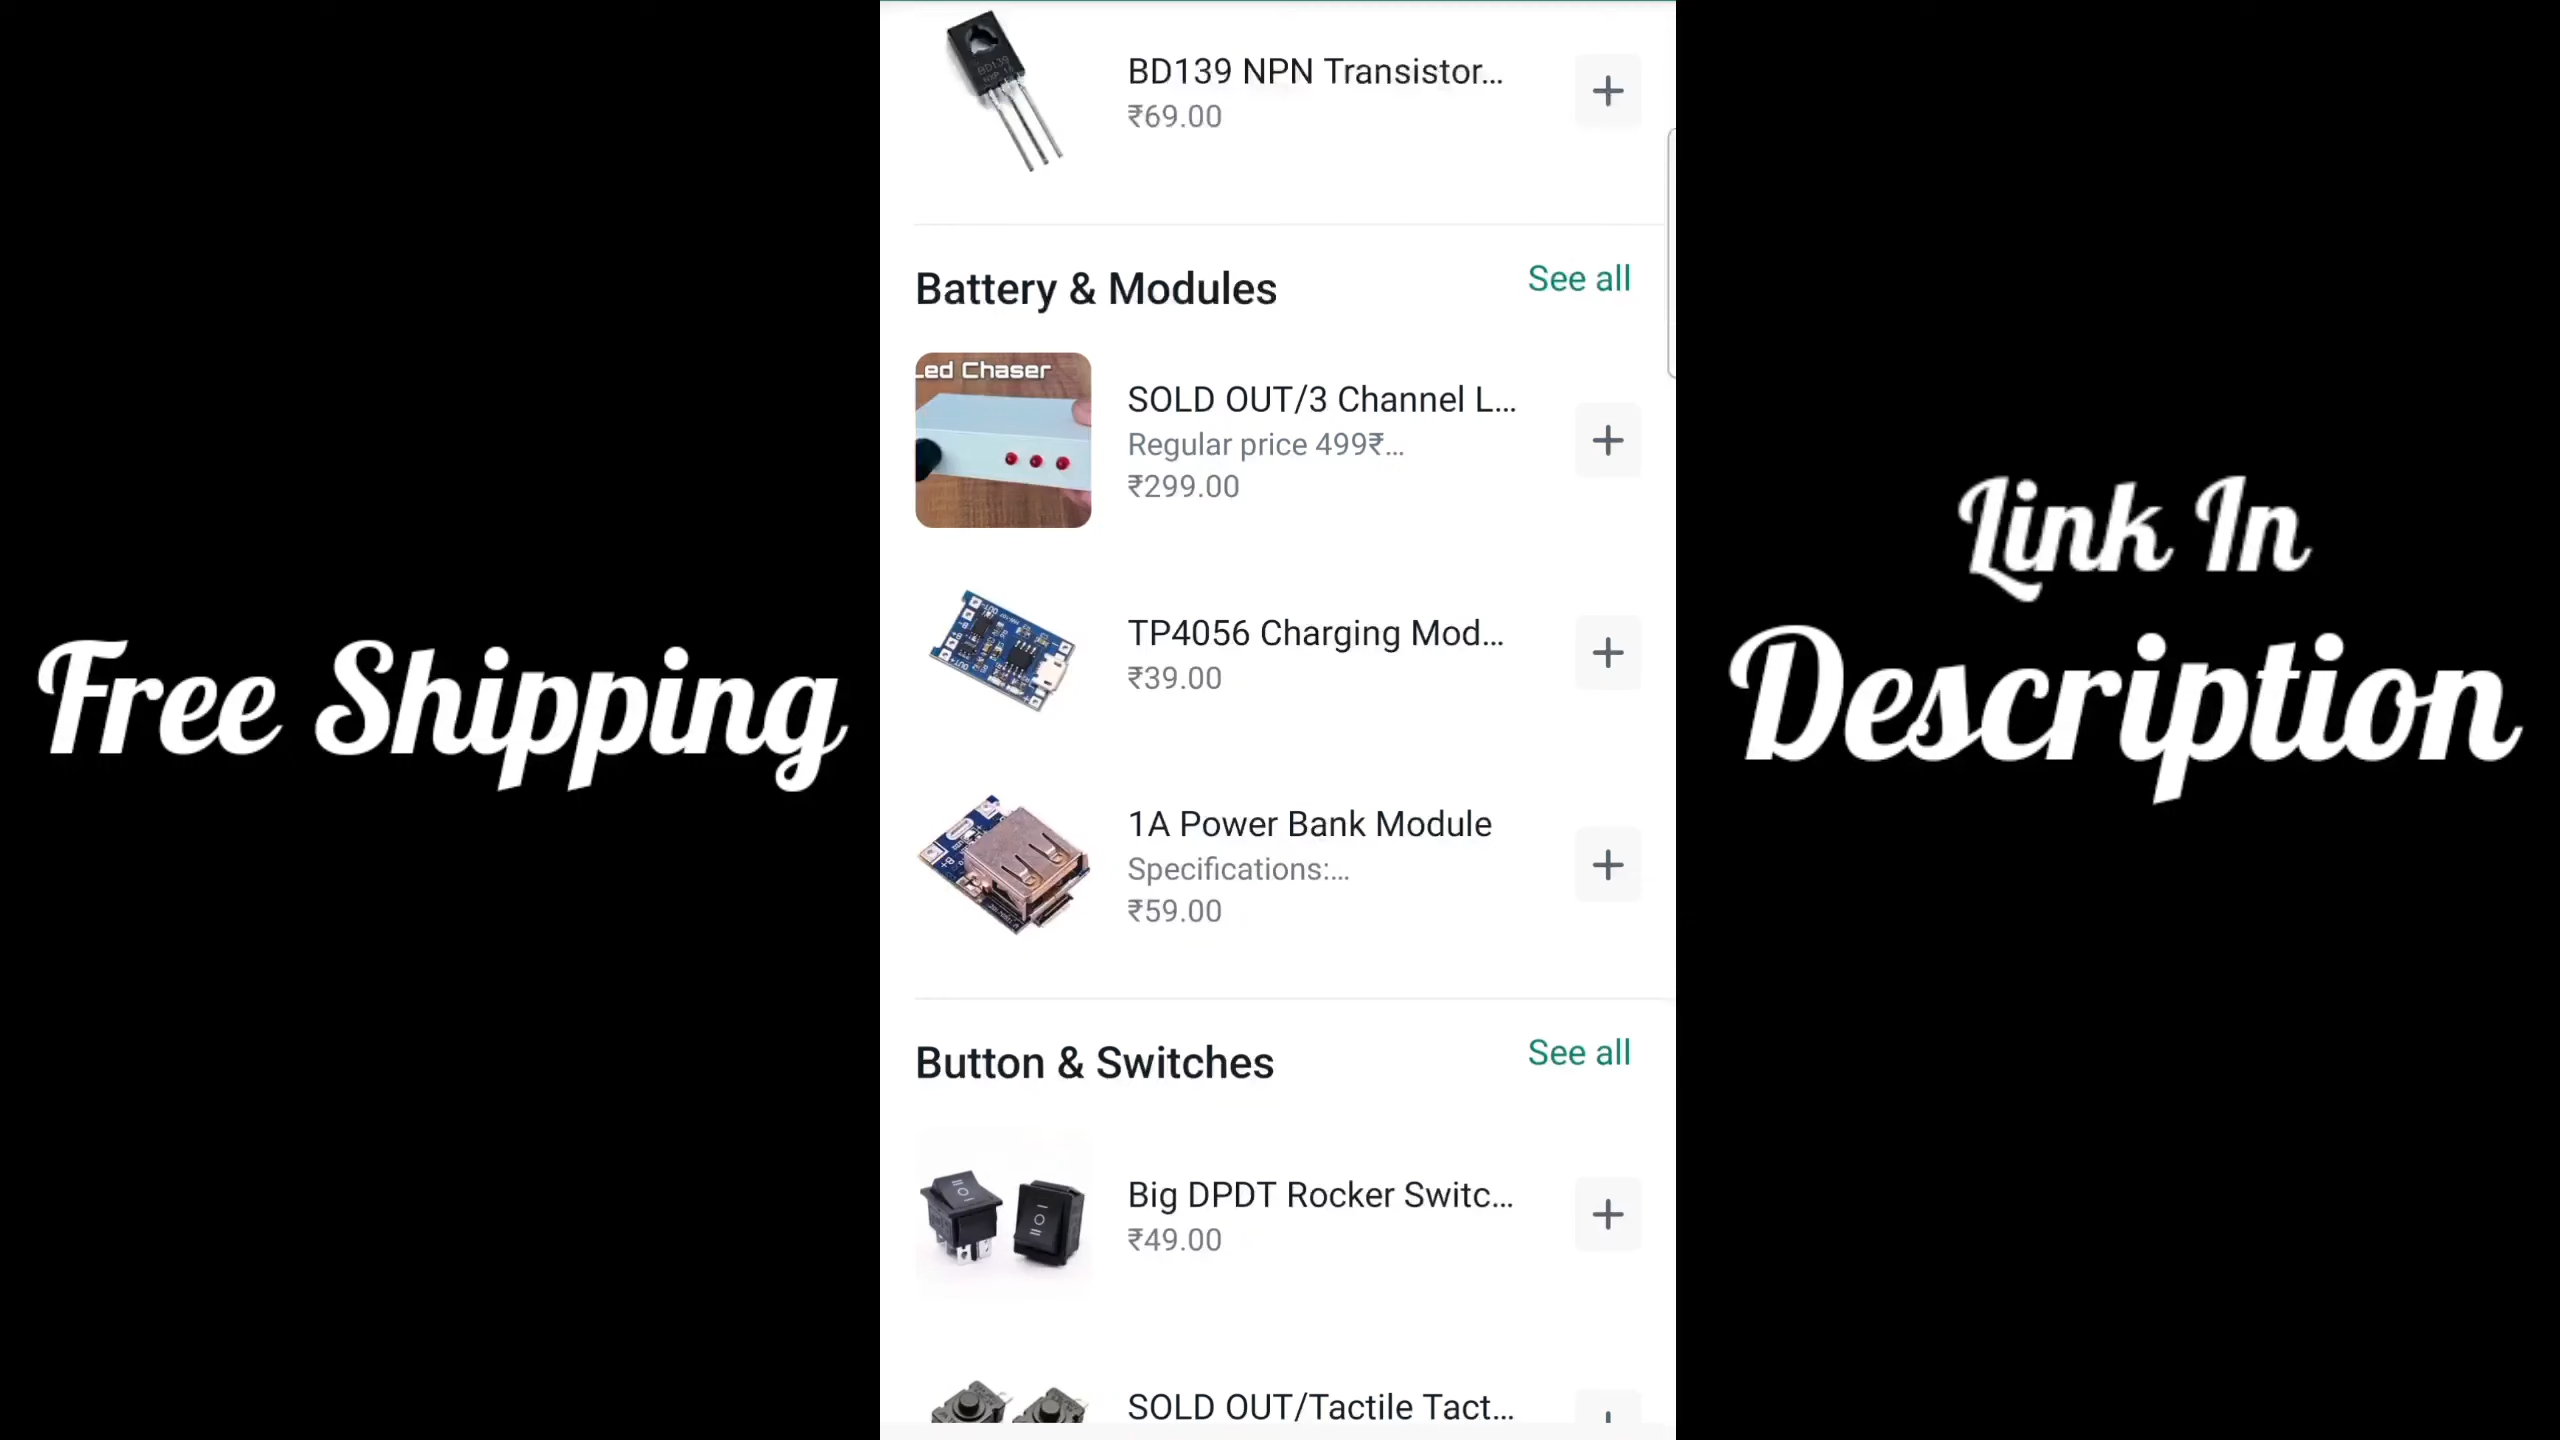 Free Shipping
BD139
BD139 NPN Transistor...
₹69.00
Battery & Modules
See all
Led Chaser
SOLD OUT/3 Channel L...
Regular price 499₹...
₹299.00
TP4056 Charging Mod...
₹39.00
1A Power Bank Module
Specifications:...
₹59.00
Button & Switches
See all
Big DPDT Rocker Switc...
₹49.00
SOLD OUT/Tactile Tact...
Link In
Description